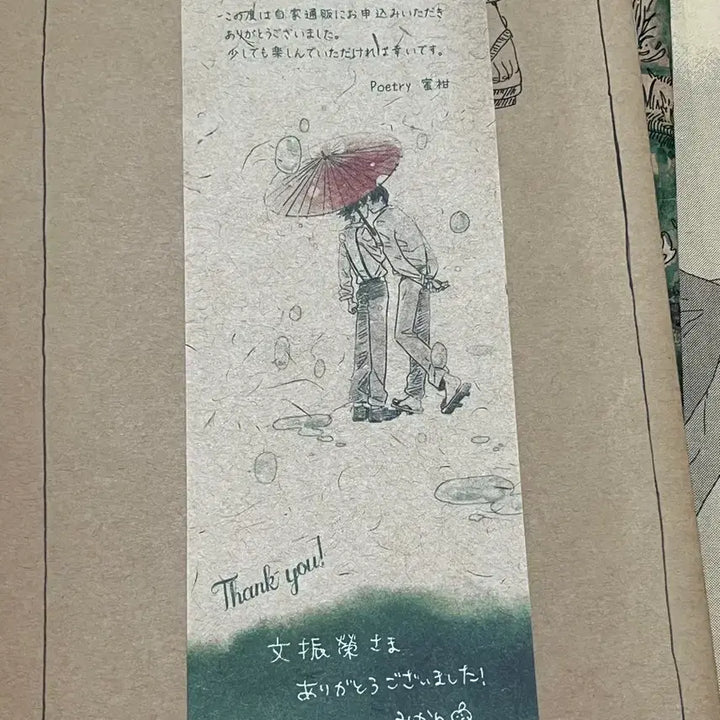 この度は自家通販にお申込みいただき
ありがとうございました。
少しでも楽しんでいただければ幸いです。
Poetry 蜜柑
Thank you!
文振榮さま
ありがとうございました!
みかん